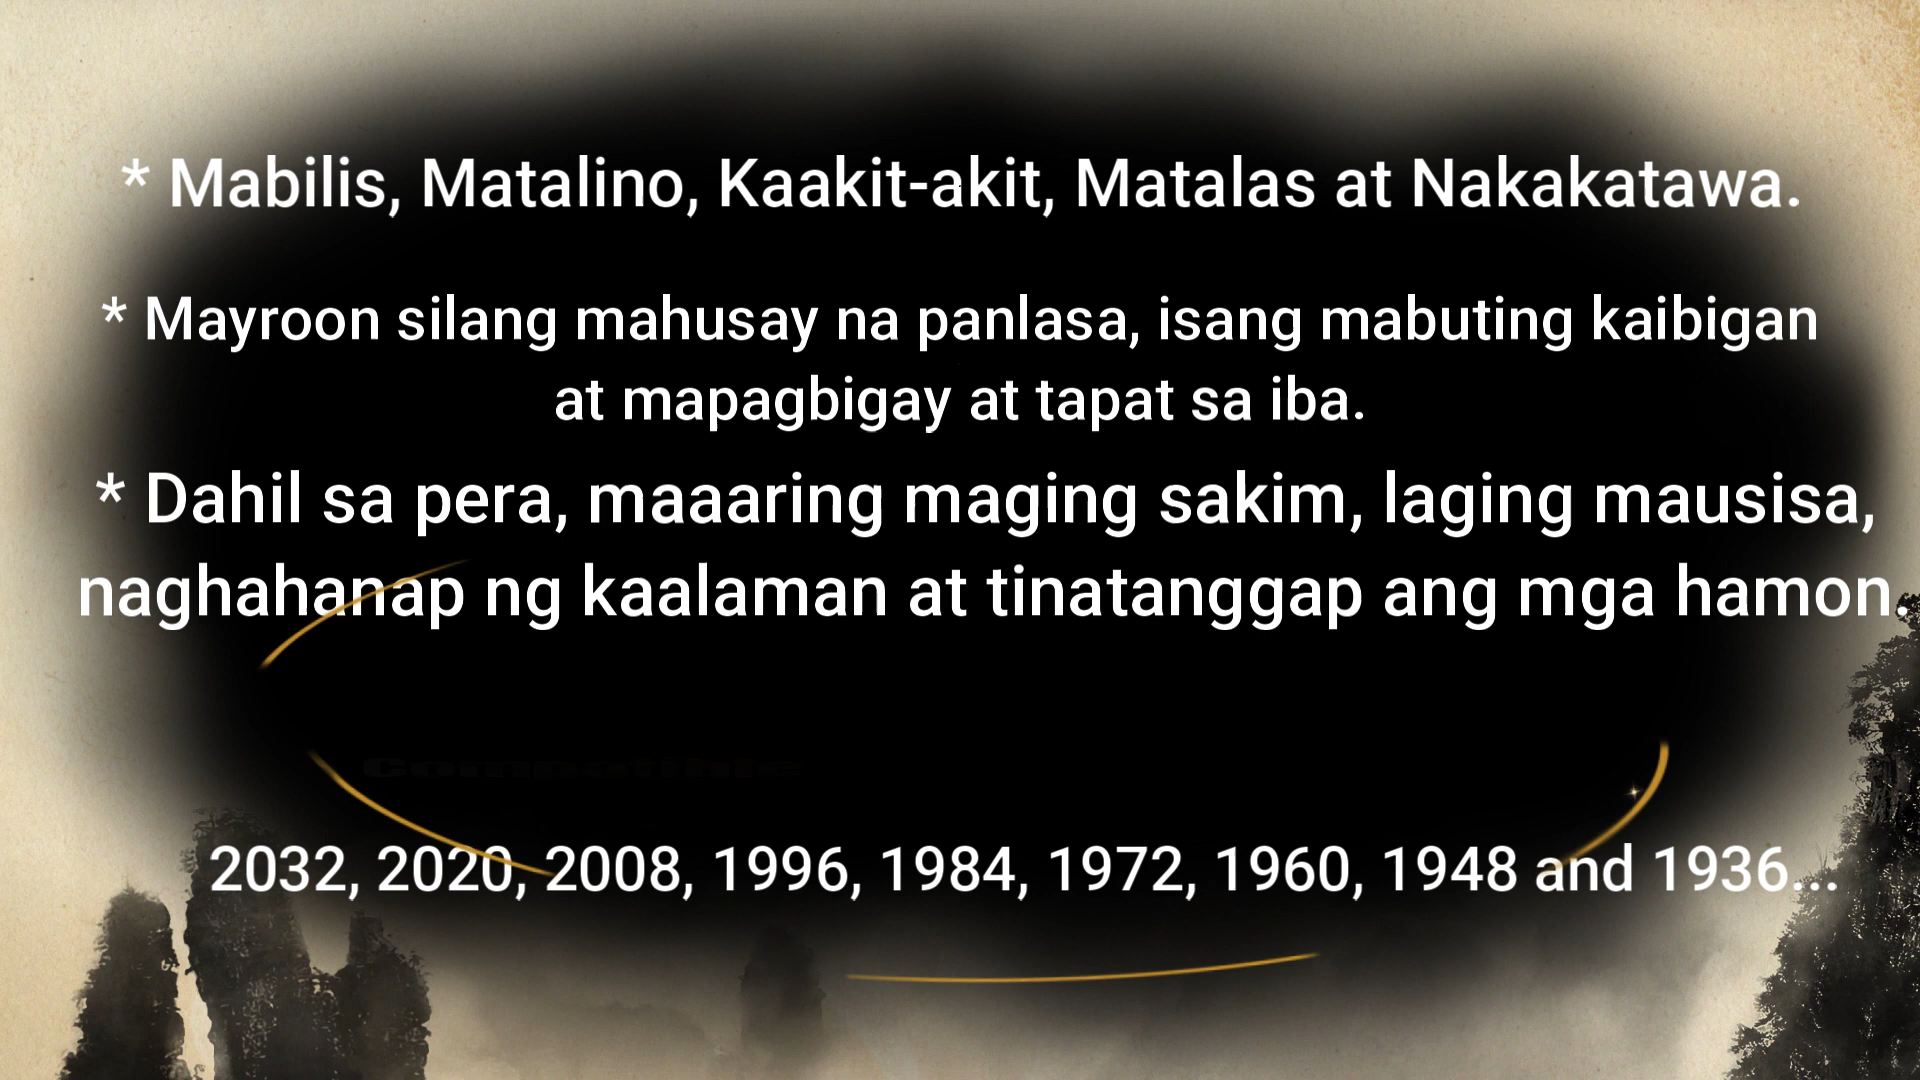 * Mabilis, Matalino, Kaakit-akit, Matalas at Nakakatawa.
* Mayroon silang mahusay na panlasa, isang mabuting kaibigan
at mapagbigay at tapat sa iba.
* Dahil sa pera, maaaring maging sakim, laging mausisa,
naghahanap ng kaalaman at tinatanggap ang mga hamon.
Compatible
2032, 2020, 2008, 1996, 1984, 1972, 1960, 1948 and 1936...